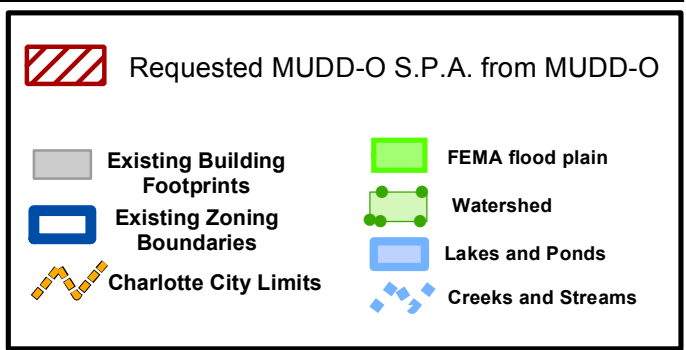 Requested MUDD-O S.P.A. from MUDD-O
Existing Building
Footprints
Existing Zoning
Boundaries
Charlotte City Limits
FEMA flood plain
Watershed
Lakes and Ponds
Creeks and Streams